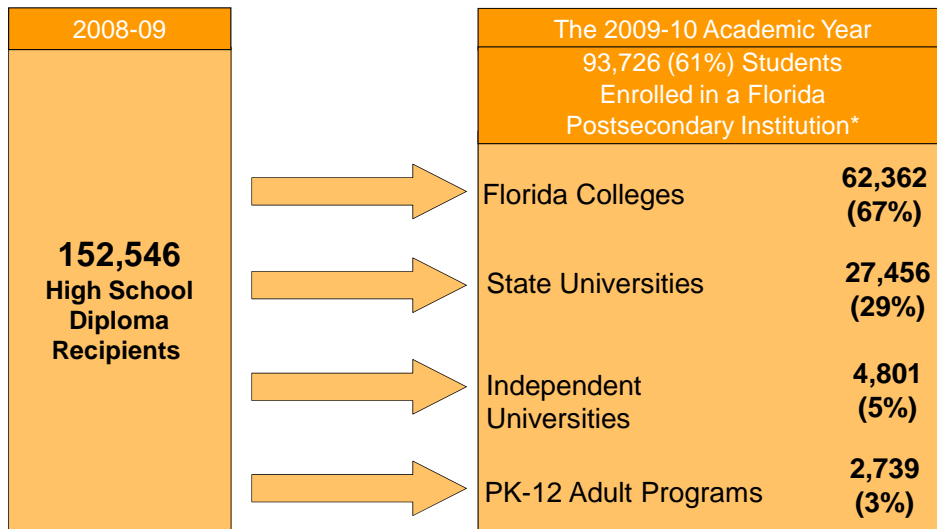 2008-09
152,546
High School
Diploma
Recipients
The 2009-10 Academic Year
93,726 (61%) Students
Enrolled in a Florida
Postsecondary Institution*
Florida Colleges
62,362
(67%)
State Universities
27,456
(29%)
Independent
Universities
4,801
(5%)
PK-12 Adult Programs
2,739
(3%)